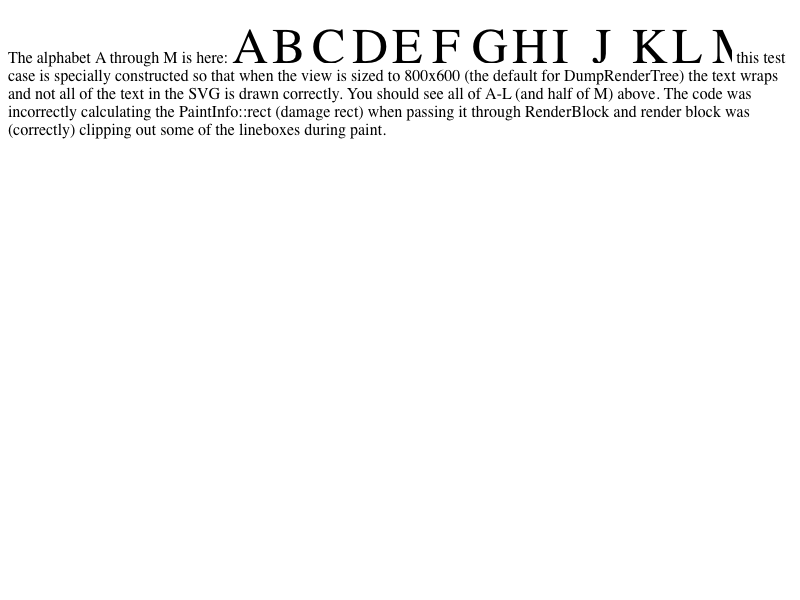 The alphabet A through M is here: A B C D E F G H I J K L M this test
case is specially constructed so that when the view is sized to 800x600 (the default for DumpRenderTree) the text wraps
and not all of the text in the SVG is drawn correctly. You should see all of A-L (and half of M) above. The code was
incorrectly calculating the PaintInfo::rect (damage rect) when passing it through RenderBlock and render block was
(correctly) clipping out some of the lineboxes during paint.